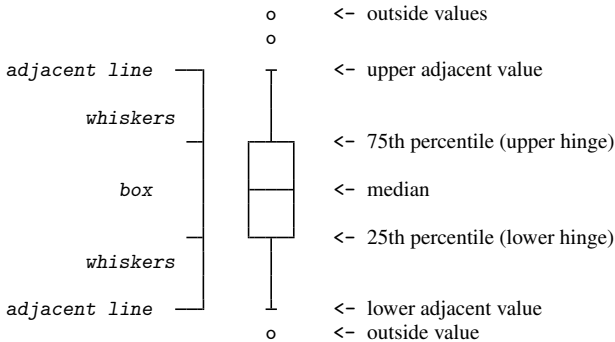 <- outside values
adjacent line <- upper adjacent value
whiskers
<- 75th percentile (upper hinge)
box <- median
<- 25th percentile (lower hinge)
whiskers
adjacent line <- lower adjacent value
<- outside value